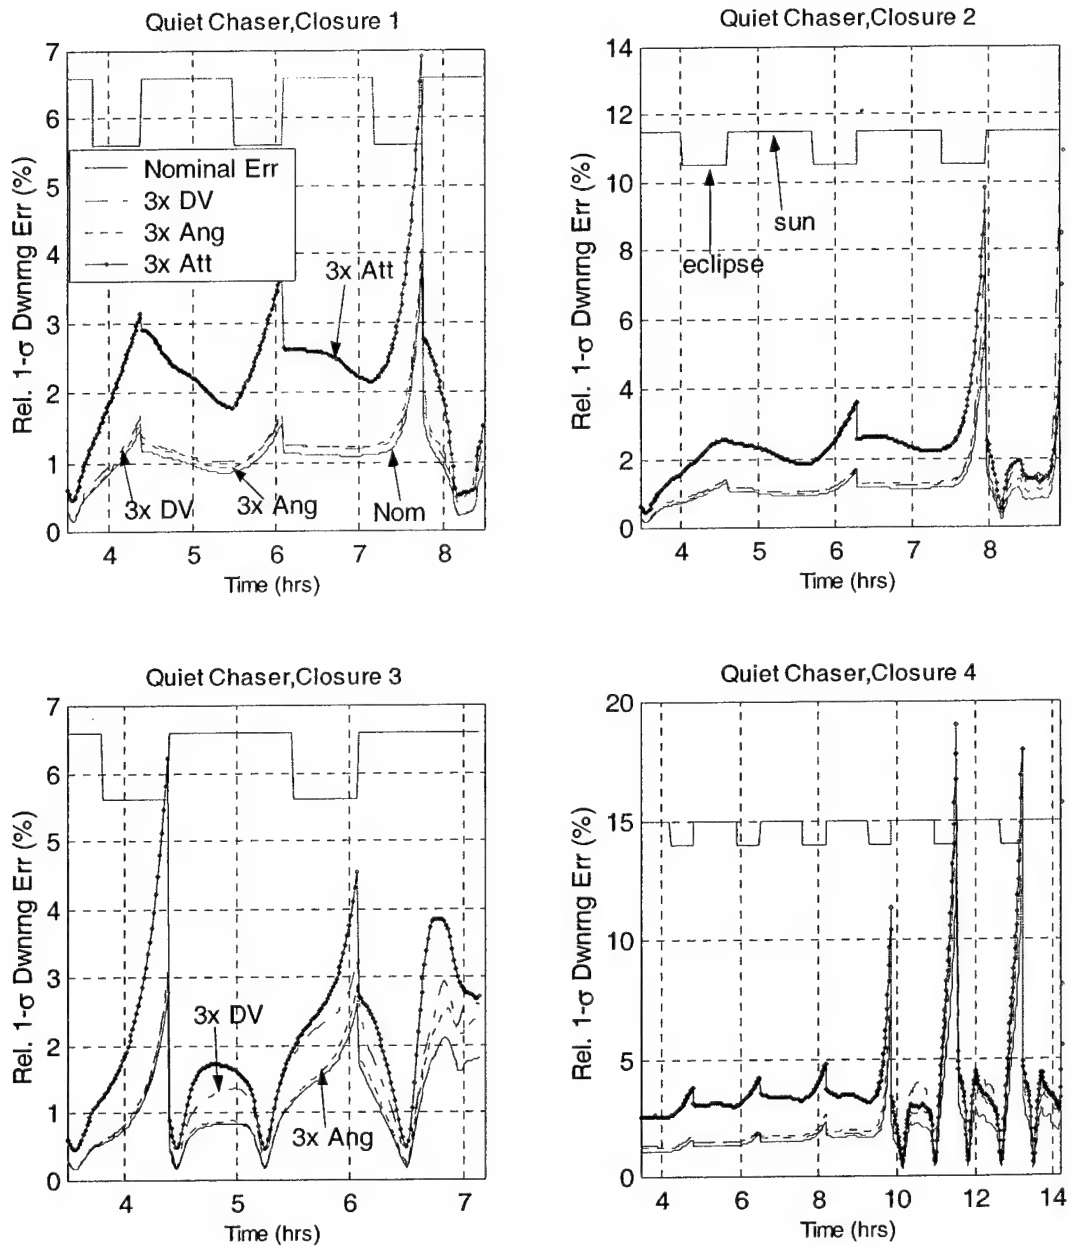 Quiet Chaser,Closure 1
Rel. 1-σ Dwnrng Err (%)
7
6
5
4
3
2
1
0
Nominal Err
3x DV
3x Ang
3x Att
3x Att
3x DV
3x Ang
Nom
4 5 6 7 8
Time (hrs)
Quiet Chaser,Closure 2
Rel. 1-σ Dwnrng Err (%)
14
12
10
8
6
4
2
0
sun
eclipse
4 5 6 7 8
Time (hrs)
Quiet Chaser,Closure 3
Rel. 1-σ Dwnrng Err (%)
7
6
5
4
3
2
1
0
3x DV
3x Ang
4 5 6 7
Time (hrs)
Quiet Chaser,Closure 4
Rel. 1-σ Dwnrng Err (%)
20
15
10
5
0
4 6 8 10 12 14
Time (hrs)